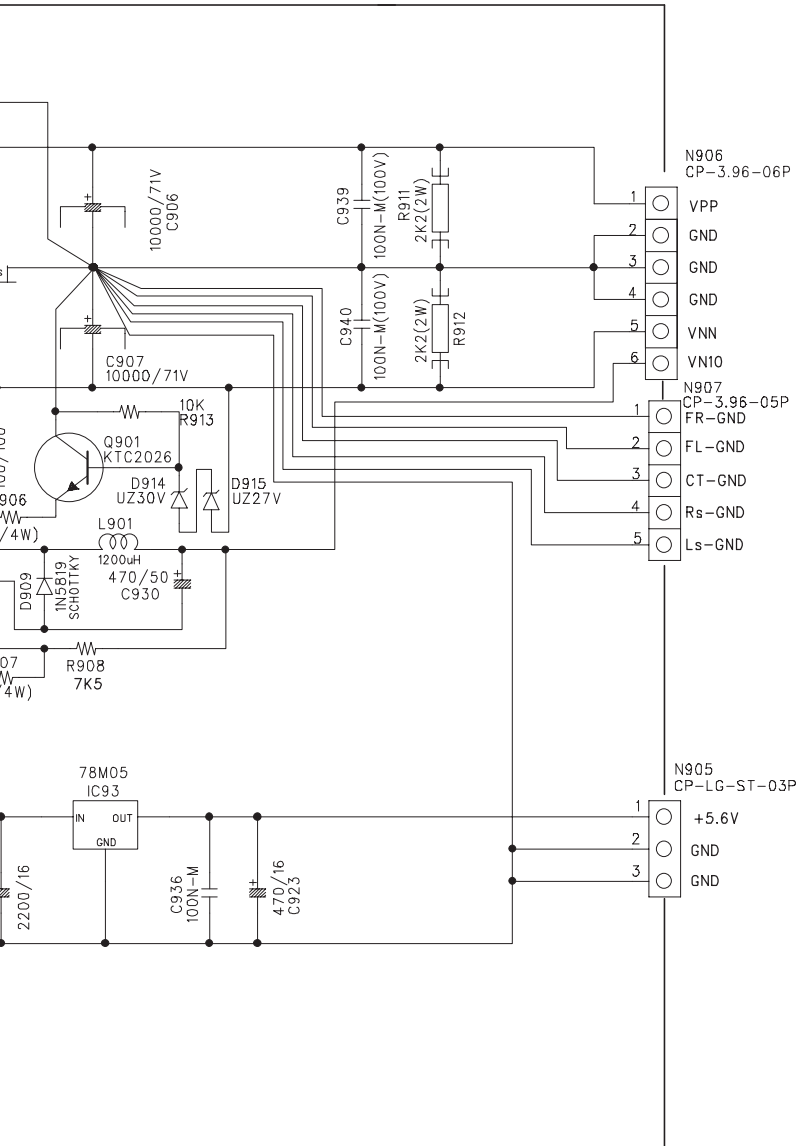 N906
CP-3.96-06P
1 VPP
2 GND
3 GND
4 GND
5 VNN
6 VN10
10000/71V
C906
C939
100N-M(100V)
R911
2K2(2W)
s
C940
100N-M(100V)
2K2(2W)
R912
C907
10000/71V
N907
CP-3.96-05P
1 FR-GND
2 FL-GND
3 CT-GND
4 Rs-GND
5 Ls-GND
10K
R913
Q901
KTC2026
D914
UZ30V
D915
UZ27V
906
/4W)
L901
1200uH
470/50
C930
D909
1N5819
SCHOTTKY
07
/4W)
R908
7K5
78M05
IC93
IN OUT
GND
2200/16
C936
100N-M
470/16
C923
N905
CP-LG-ST-03P
1 +5.6V
2 GND
3 GND